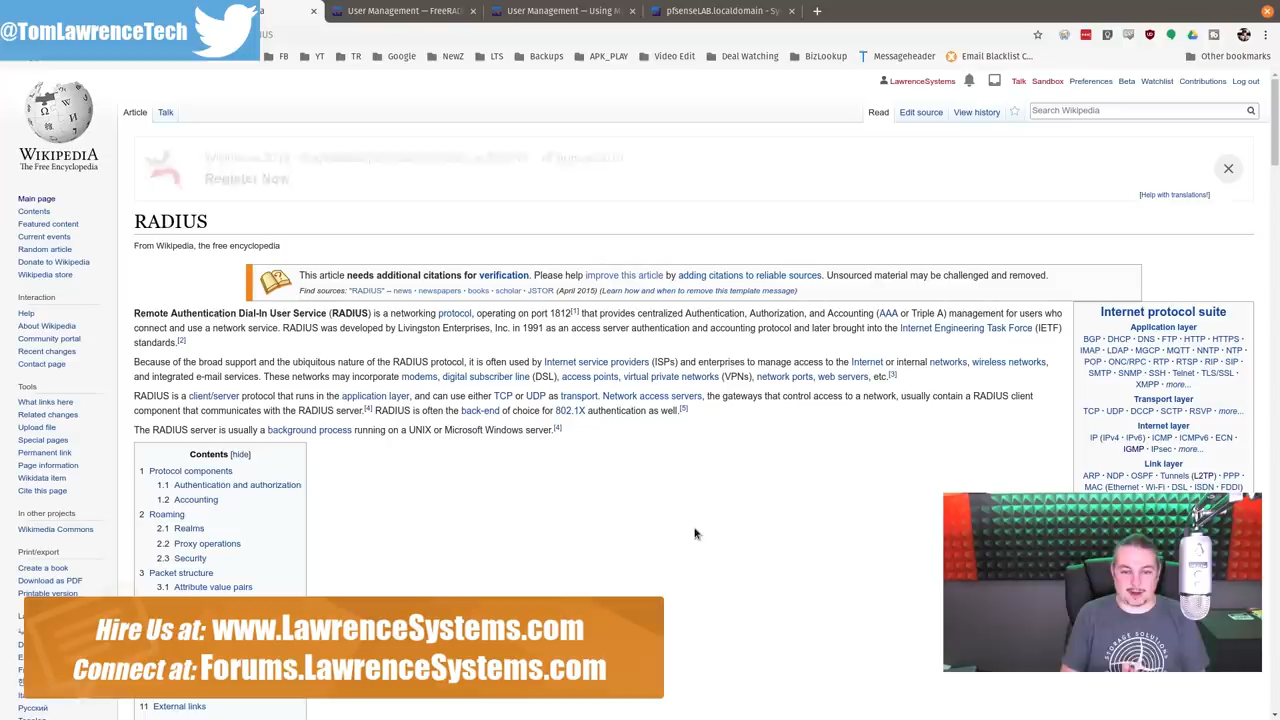 @TomLawrenceTech
User Management — FreeRAD
User Management — Using M
pfsenseLAB.localdomain - Sy
FB
YT
TR
Google
NewZ
LTS
Backups
APK_PLAY
Video Edit
Deal Watching
BizLookup
Messageheader
Email Blacklist C...
Other bookmarks
LawrenceSystems
Talk
Sandbox
Preferences
Beta
Watchlist
Contributions
Log out
WIKIPEDIA
The Free Encyclopedia
Article
Talk
Read
Edit source
View history
Search Wikipedia
Register Now
[Help with translations!]
Main page
Contents
Featured content
Current events
Random article
Donate to Wikipedia
Wikipedia store
Interaction
Help
About Wikipedia
Community portal
Recent changes
Contact page
Tools
What links here
Related changes
Upload file
Special pages
Permanent link
Page information
Wikidata item
Cite this page
In other projects
Wikimedia Commons
Print/export
Create a book
Download as PDF
Printable version
Русский
RADIUS
From Wikipedia, the free encyclopedia
This article needs additional citations for verification. Please help improve this article by adding citations to reliable sources. Unsourced material may be challenged and removed.
Find sources: "RADIUS" – news · newspapers · books · scholar · JSTOR (April 2015) (Learn how and when to remove this template message)
Remote Authentication Dial-In User Service (RADIUS) is a networking protocol, operating on port 1812[1] that provides centralized Authentication, Authorization, and Accounting (AAA or Triple A) management for users who
connect and use a network service. RADIUS was developed by Livingston Enterprises, Inc. in 1991 as an access server authentication and accounting protocol and later brought into the Internet Engineering Task Force (IETF)
standards.[2]
Because of the broad support and the ubiquitous nature of the RADIUS protocol, it is often used by Internet service providers (ISPs) and enterprises to manage access to the Internet or internal networks, wireless networks,
and integrated e-mail services. These networks may incorporate modems, digital subscriber line (DSL), access points, virtual private networks (VPNs), network ports, web servers, etc.[3]
RADIUS is a client/server protocol that runs in the application layer, and can use either TCP or UDP as transport. Network access servers, the gateways that control access to a network, usually contain a RADIUS client
component that communicates with the RADIUS server.[4] RADIUS is often the back-end of choice for 802.1X authentication as well.[5]
The RADIUS server is usually a background process running on a UNIX or Microsoft Windows server.[4]
Contents [hide]
1 Protocol components
1.1 Authentication and authorization
1.2 Accounting
2 Roaming
2.1 Realms
2.2 Proxy operations
2.3 Security
3 Packet structure
3.1 Attribute value pairs
11 External links
Internet protocol suite
Application layer
BGP · DHCP · DNS · FTP · HTTP · HTTPS ·
IMAP · LDAP · MGCP · MQTT · NNTP · NTP ·
POP · ONC/RPC · RTP · RTSP · RIP · SIP ·
SMTP · SNMP · SSH · Telnet · TLS/SSL ·
XMPP · more...
Transport layer
TCP · UDP · DCCP · SCTP · RSVP · more...
Internet layer
IP (IPv4 · IPv6) · ICMP · ICMPv6 · ECN ·
IGMP · IPsec · more...
Link layer
ARP · NDP · OSPF · Tunnels (L2TP) · PPP ·
MAC (Ethernet · Wi-Fi · DSL · ISDN · FDDI)
Hire Us at: www.LawrenceSystems.com
Connect at: Forums.LawrenceSystems.com
STORAGE SOLUTIONS